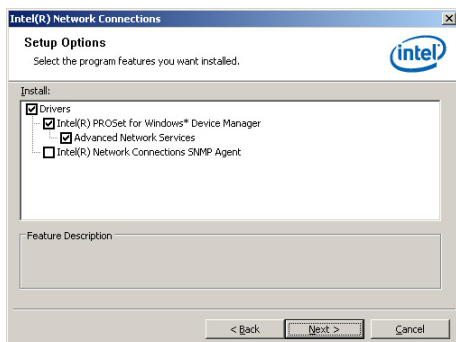 Intel(R) Network Connections
Setup Options
Select the program features you want installed.
intel
Install:
Drivers
Intel(R) PROSet for Windows* Device Manager
Advanced Network Services
Intel(R) Network Connections SNMP Agent
Feature Description
< Back
Next >
Cancel